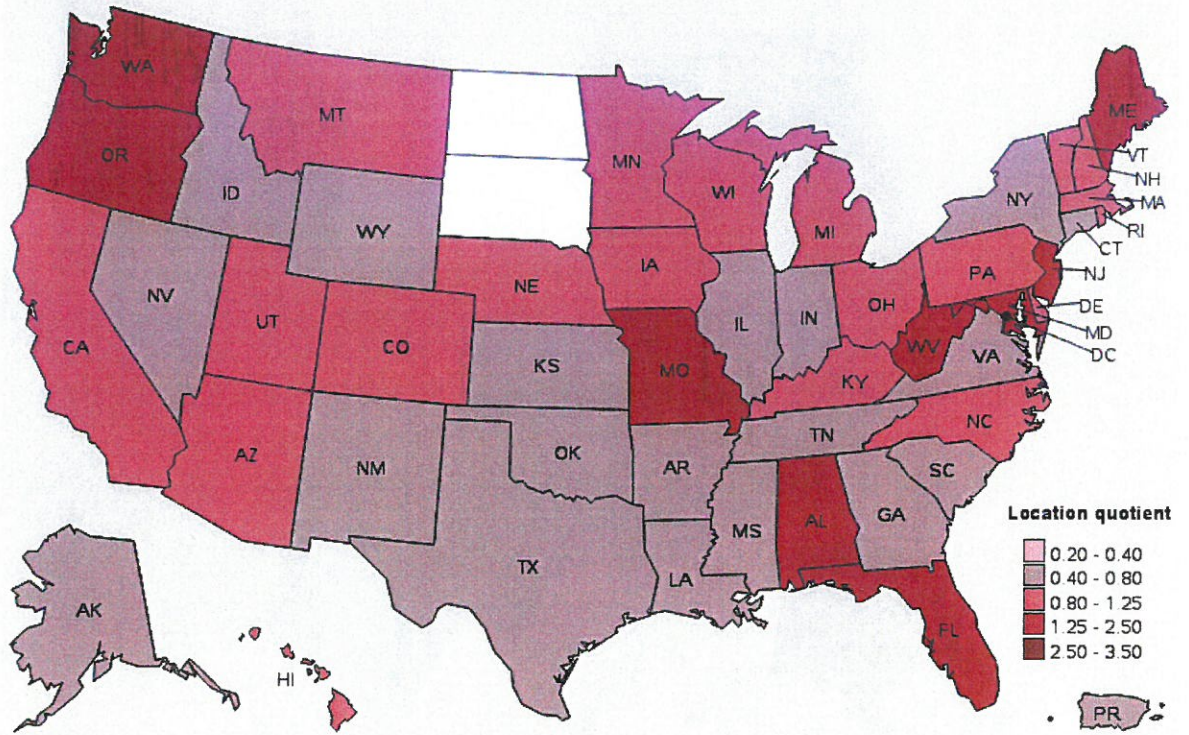 WA
ME
MT
OR
MN
VT
ID
NH
WI
NY
MA
WY
MI
RI
CT
IA
PA
NJ
NE
NV
OH
DE
UT
IL
IN
MD
CA
CO
WV
VA
DC
KS
MO
KY
NC
TN
AZ
OK
NM
AR
SC
MS
AL
GA
Location quotient
0.20 - 0.40
TX
LA
0.40 - 0.80
AK
0.80 - 1.25
FL
1.25 - 2.50
2.50 - 3.50
HI
PR